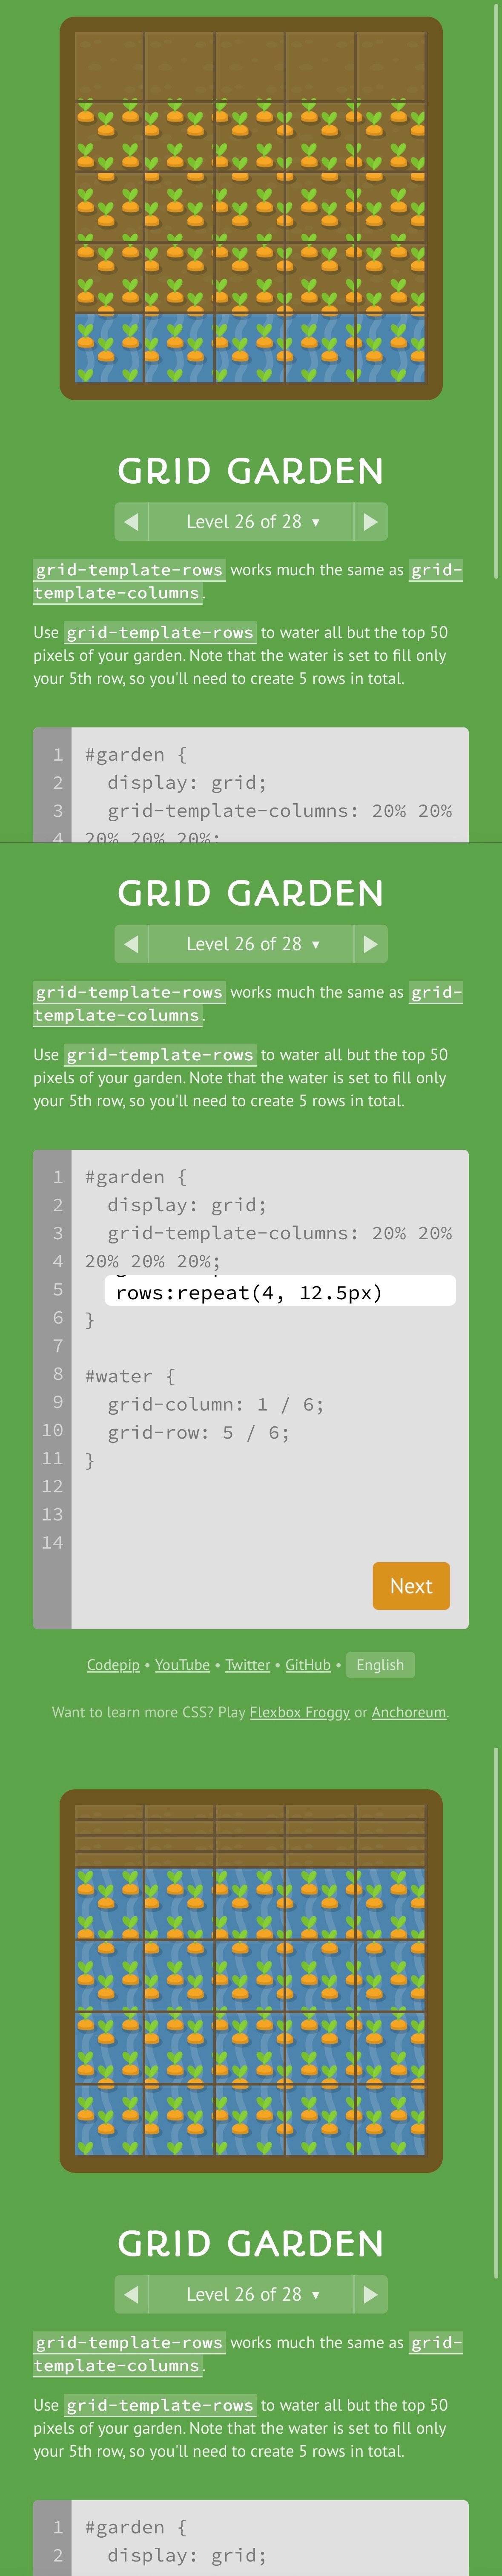 GRID GARDEN
Level 26 of 28 ▼
grid-template-rows works much the same as grid-
template-columns.
Use grid-template-rows to water all but the top 50
pixels of your garden. Note that the water is set to fill only
your 5th row, so you'll need to create 5 rows in total.
1 #garden {
2 display: grid;
3 grid-template-columns: 20% 20%
4 20% 20% 20%;
GRID GARDEN
Level 26 of 28 ▼
grid-template-rows works much the same as grid-
template-columns.
Use grid-template-rows to water all but the top 50
pixels of your garden. Note that the water is set to fill only
your 5th row, so you'll need to create 5 rows in total.
1 #garden {
2 display: grid;
3 grid-template-columns: 20% 20%
4 20% 20% 20%;
5 rows:repeat(4, 12.5px)
6 }
7
8 #water {
9 grid-column: 1 / 6;
10 grid-row: 5 / 6;
11 }
12
13
14
Next
Codepip • YouTube • Twitter • GitHub • English
Want to learn more CSS? Play Flexbox Froggy or Anchoreum.
GRID GARDEN
Level 26 of 28 ▼
grid-template-rows works much the same as grid-
template-columns.
Use grid-template-rows to water all but the top 50
pixels of your garden. Note that the water is set to fill only
your 5th row, so you'll need to create 5 rows in total.
1 #garden {
2 display: grid;